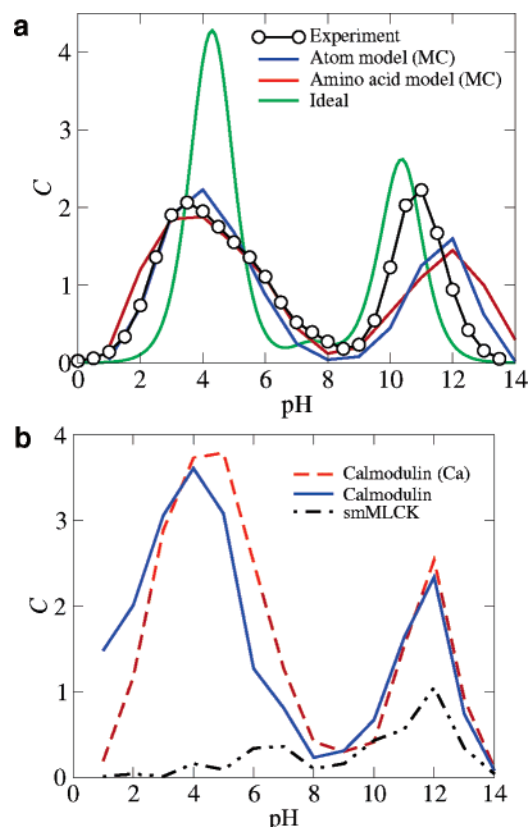 a
4
3
2
1
0
C
Experiment
Atom model (MC)
Amino acid model (MC)
Ideal
0 2 4 6 8 10 12 14
pH
b
4
3
2
1
0
C
Calmodulin (Ca)
Calmodulin
smMLCK
0 2 4 6 8 10 12 14
pH